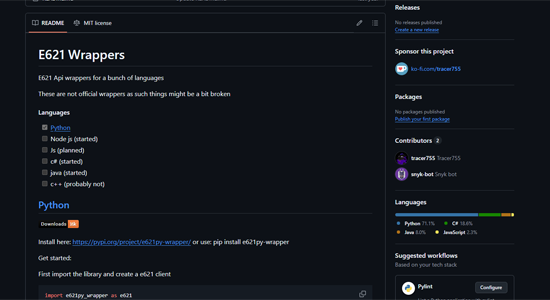 README
MIT license
E621 Wrappers
E621 Api wrappers for a bunch of languages
These are not official wrappers as such things might be a bit broken
Languages
Python
Node js (started)
Js (planned)
c# (started)
java (started)
c++ (probably not)
Python
Downloads
Install here: https://pypi.org/project/e621py-wrapper/ or use: pip install e621py-wrapper
Get started:
First import the library and create a e621 client
import e621py_wrapper as e621
Releases
No releases published
Create a new release
Sponsor this project
ko-fi.com/tracer755
Packages
No packages published
Publish your first package
Contributors 2
tracer755 Tracer755
snyk-bot Snyk bot
Languages
Python 71.1% C# 18.6%
Java 8.0% JavaScript 2.3%
Suggested workflows
Based on your tech stack
Pylint
Configure